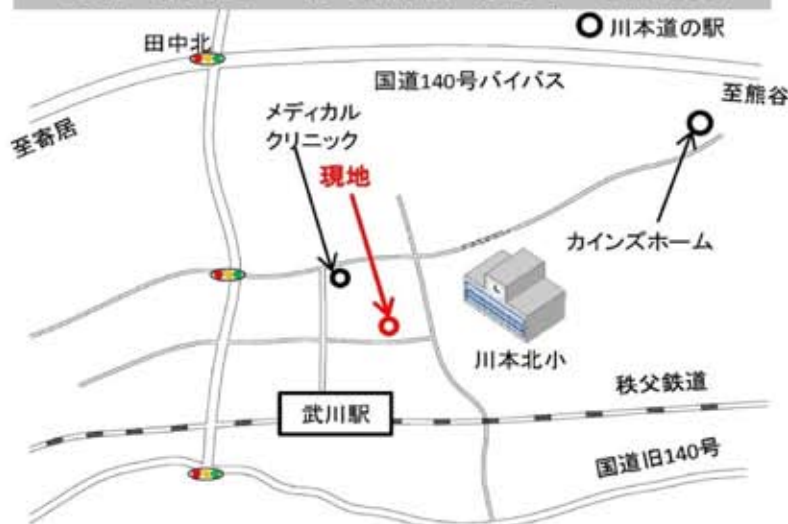 川本道の駅
田中北
国道140号バイパス
至熊谷
至寄居
メディカル
クリニック
現地
カインズホーム
川本北小
秩父鉄道
武川駅
国道旧140号